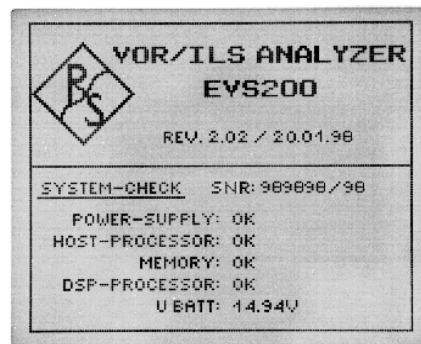 R&S
VOR/ILS ANALYZER
EVS200
REV. 2.02 / 20.01.98
SYSTEM-CHECK SNR: 989898/98
POWER-SUPPLY: OK
HOST-PROCESSOR: OK
MEMORY: OK
DSP-PROCESSOR: OK
U BATT: 14.94V